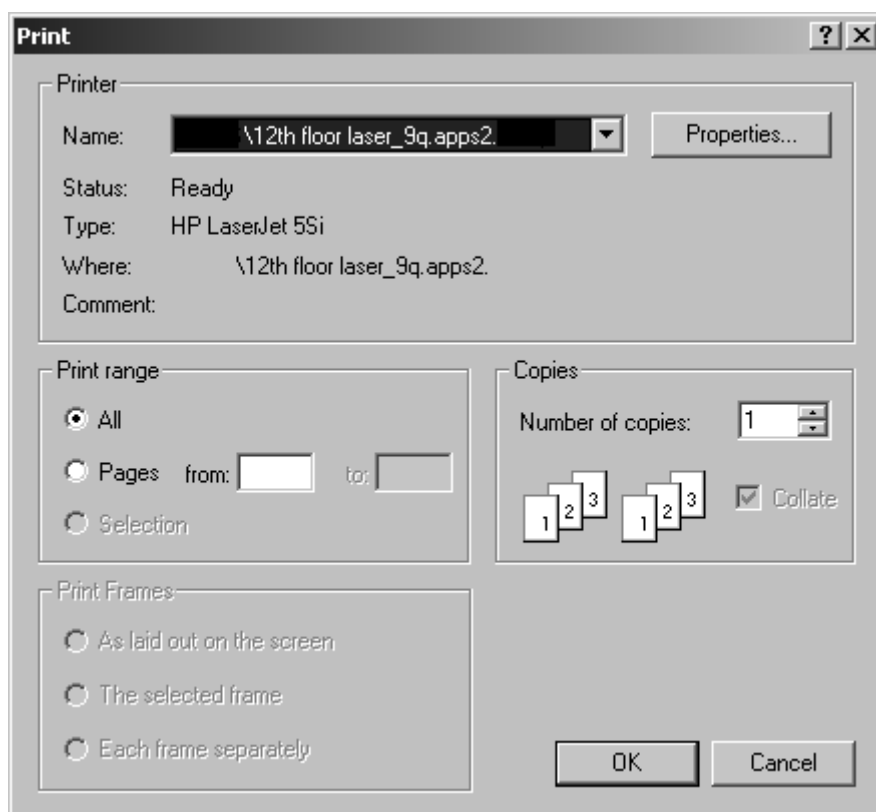 Print
Printer
Name: \12th floor laser_9q.apps2. Properties...
Status: Ready
Type: HP LaserJet 5Si
Where: \12th floor laser_9q.apps2.
Comment:
Print range
All
Pages from: to:
Selection
Copies
Number of copies: 1
1 2 3 1 2 3 Collate
Print Frames
As laid out on the screen
The selected frame
Each frame separately
OK Cancel